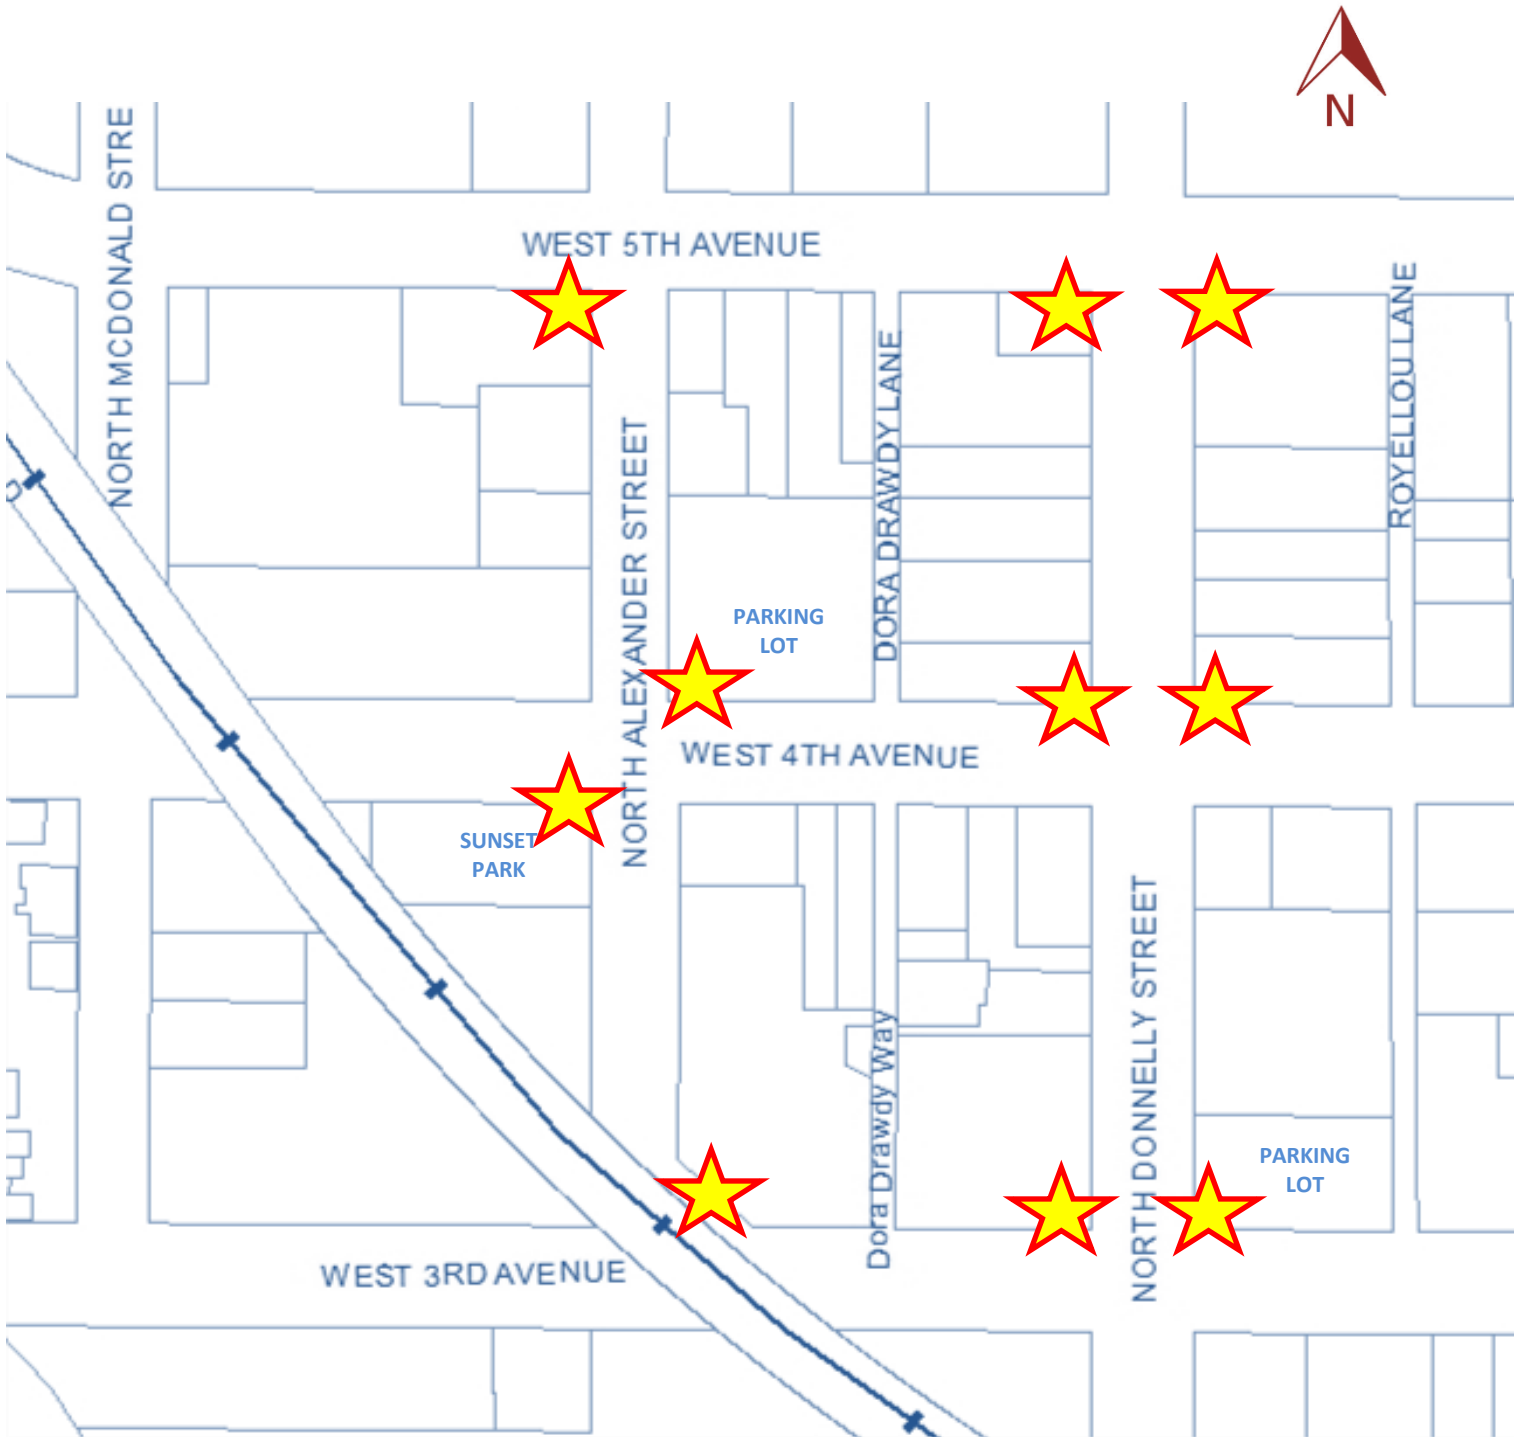 N
NORTH MCDONALD STRE
WEST 5TH AVENUE
ROYELLOU LANE
DORA DRAWDY LANE
NORTH ALEXANDER STREET
PARKING
LOT
WEST 4TH AVENUE
SUNSET
PARK
NORTH DONNELLY STREET
Dora Drawdy Way
PARKING
LOT
WEST 3RD AVENUE